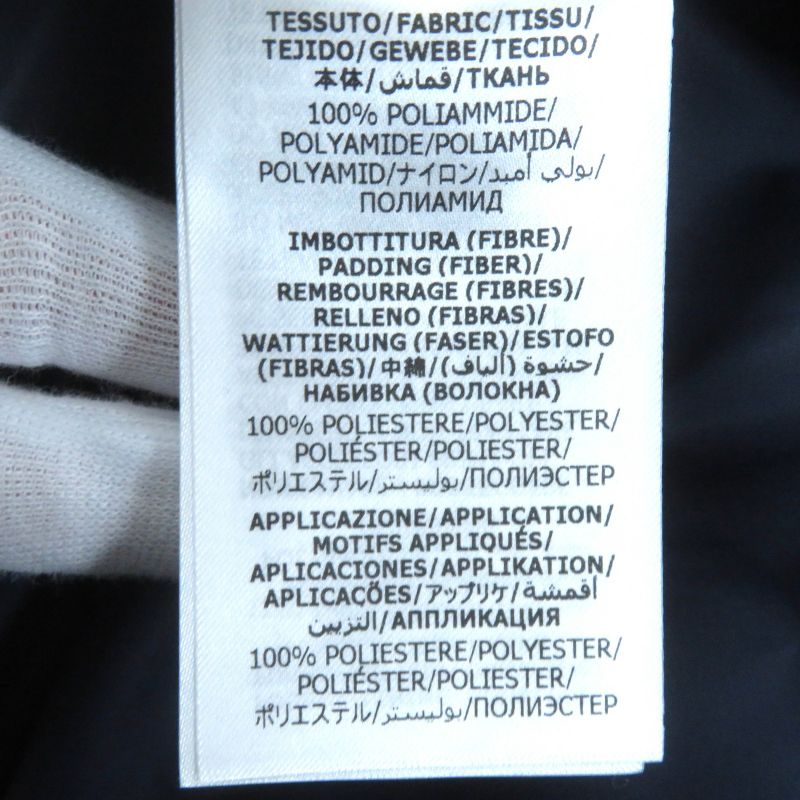 TESSUTO/FABRIC/TISSU/
TEJIDO/GEWEBE/TECIDO/
本体/قماش/ТКАНЬ
100% POLIAMMIDE/
POLYAMIDE/POLIAMIDA/
POLYAMID/ナイロン/بولي أميد/
ПОЛИАМИД
IMBOTTITURA (FIBRE)/
PADDING (FIBER)/
REMBOURRAGE (FIBRES)/
RELLENO (FIBRAS)/
WATTIERUNG (FASER)/ESTOFO
(FIBRAS)/中綿/حشوة (ألياف)/
НАБИВКА (ВОЛОКНА)
100% POLIESTERE/POLYESTER/
POLIÉSTER/POLIESTER/
ポリエステル/بوليستر/ПОЛИЭСТЕР
APPLICAZIONE/APPLICATION/
MOTIFS APPLIQUÉS/
APLICACIONES/APPLIKATION/
APLICAÇÕES/アップリケ/أقمشة
التزيين/АППЛИКАЦИЯ
100% POLIESTERE/POLYESTER/
POLIÉSTER/POLIESTER/
ポリエステル/بوليستر/ПОЛИЭСТЕР